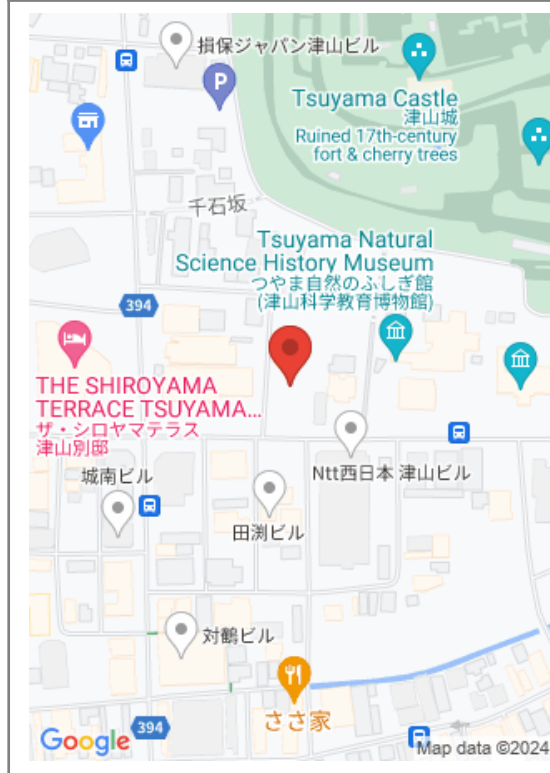 損保ジャパン津山ビル
P
Tsuyama Castle
津山城
Ruined 17th-century
fort & cherry trees
千石坂
Tsuyama Natural
Science History Museum
つやま自然のふしぎ館
(津山科学教育博物館)
394
THE SHIROYAMA
TERRACE TSUYAMA...
ザ・シロヤマテラス
津山別邸
城南ビル
Ntt西日本 津山ビル
田渕ビル
対鶴ビル
ささ家
394
Google
Map data ©2024